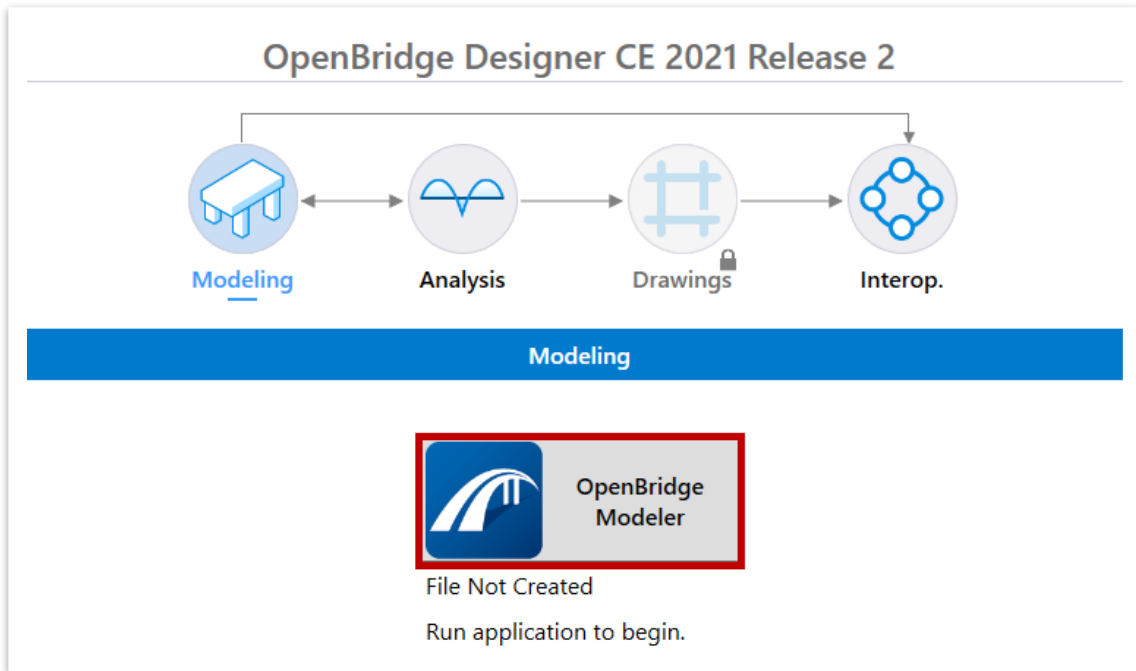 OpenBridge Designer CE 2021 Release 2
Modeling
Analysis
Drawings
Interop.
Modeling
OpenBridge
Modeler
File Not Created
Run application to begin.